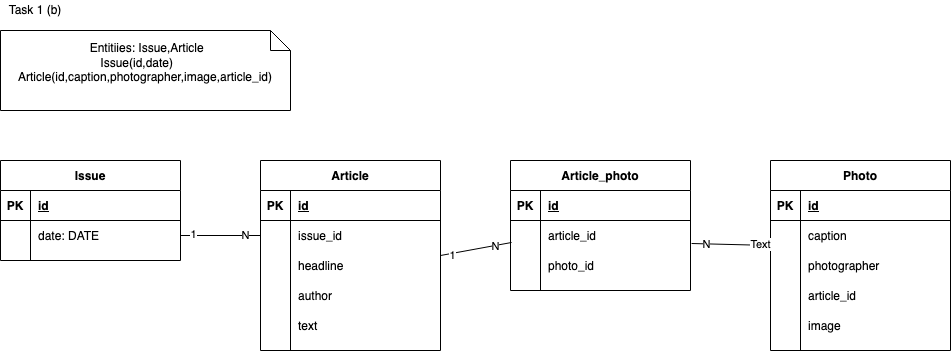 Task 1 (b)
Entitiies: Issue,Article
Issue(id,date)
Article(id,caption,photographer,image,article_id)
Issue
PK id
date: DATE
1
N
Article
PK id
issue_id
headline
author
text
1
N
Article_photo
PK id
article_id
photo_id
N
Text
Photo
PK id
caption
photographer
article_id
image